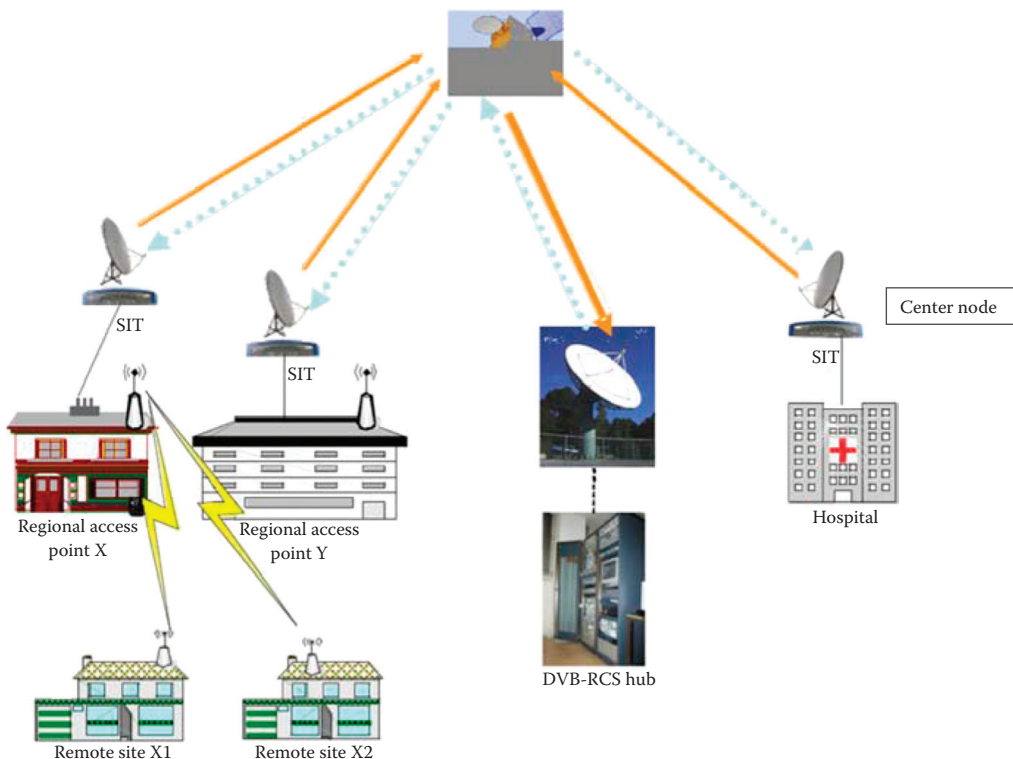 SIT
SIT
SIT
Center node
Regional access
point X
Regional access
point Y
Hospital
DVB-RCS hub
Remote site X1
Remote site X2